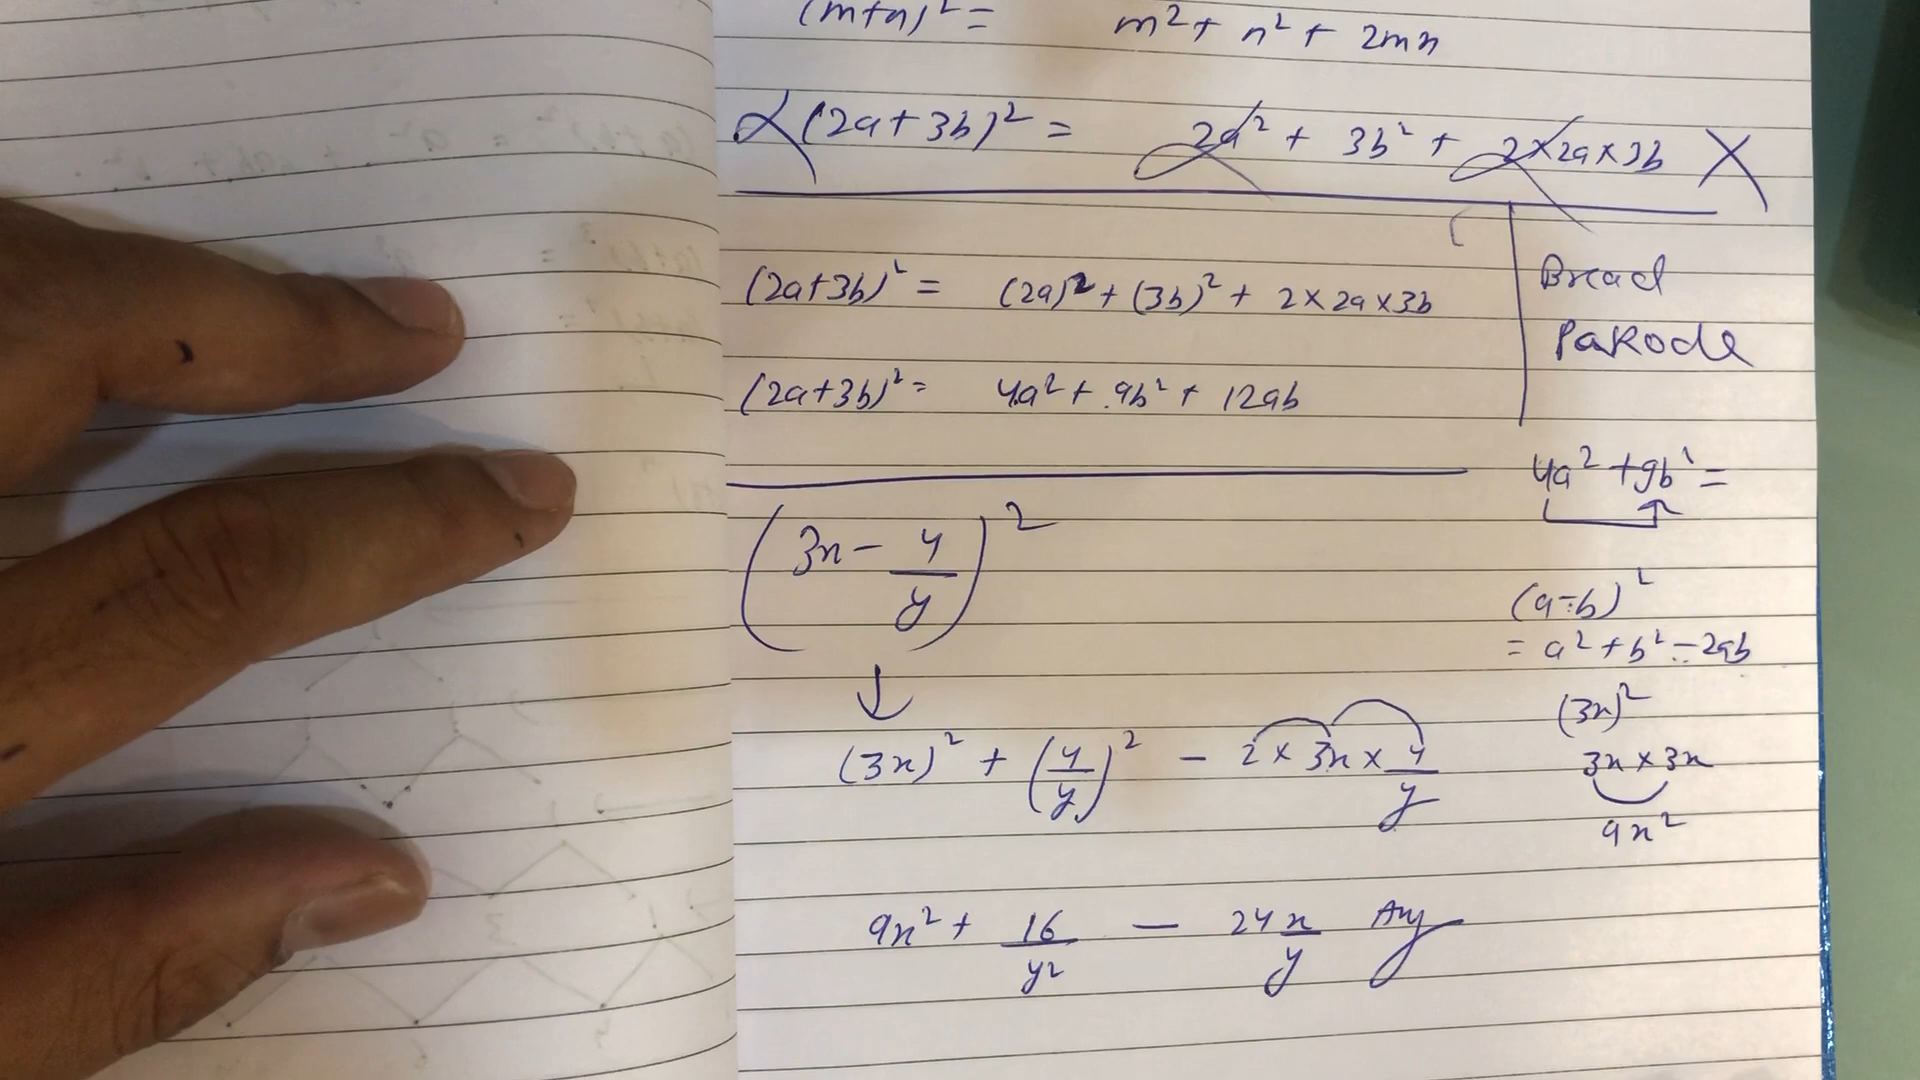 (m+n)² = m² + n² + 2mn
(2a+3b)² = 2a² + 3b² + 2×2a×3b ×
(2a+3b)² = (2a)² + (3b)² + 2×2a×3b
(2a+3b)² = 4a² + 9b² + 12ab
Bread
Pakode
4a² + 9b² =
(3x - 4/y)²
↓
(a-b)²
= a² + b² - 2ab
(3x)² + (4/y)² - 2 × 3x × 4/y
(3x)²
3x × 3x
9x²
9x² + 16/y² - 24x/y Ans